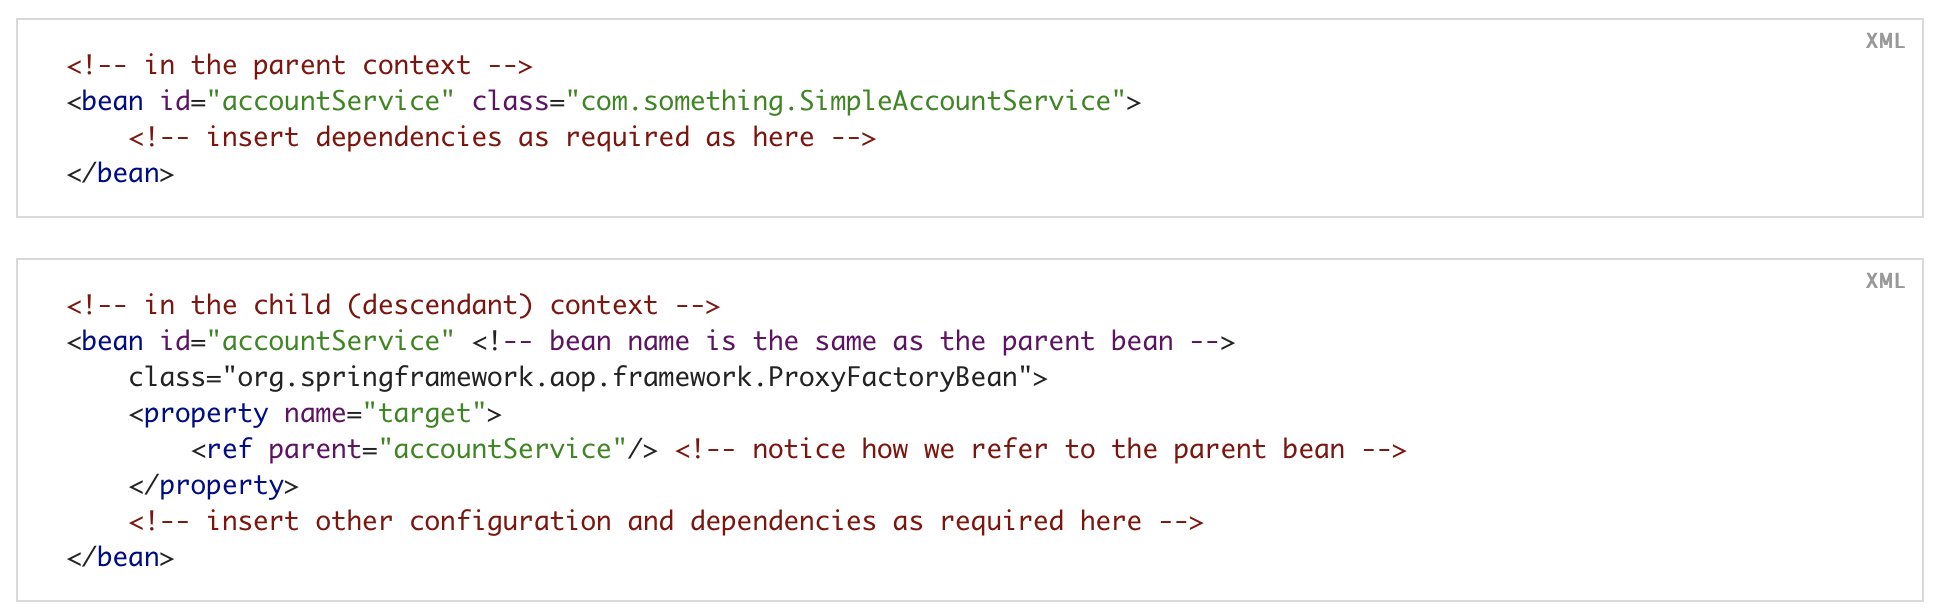 XML
<!-- in the parent context -->
<bean id="accountService" class="com.something.SimpleAccountService">
    <!-- insert dependencies as required as here -->
</bean>
XML
<!-- in the child (descendant) context -->
<bean id="accountService" <!-- bean name is the same as the parent bean -->
    class="org.springframework.aop.framework.ProxyFactoryBean">
    <property name="target">
        <ref parent="accountService"/> <!-- notice how we refer to the parent bean -->
    </property>
    <!-- insert other configuration and dependencies as required here -->
</bean>